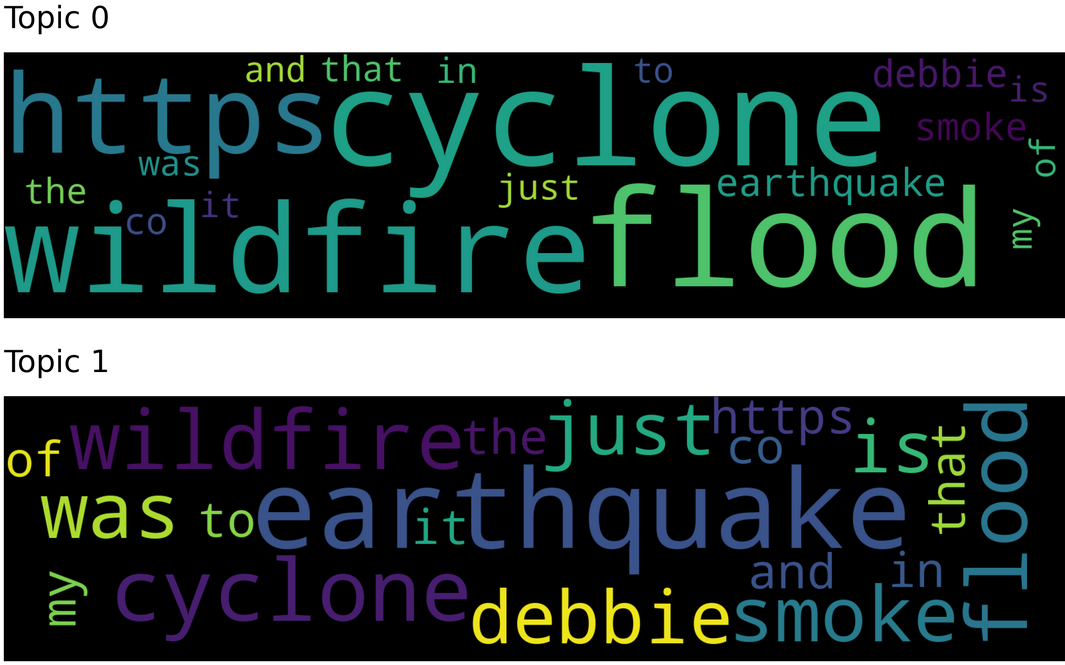 Topic 0
and that in to debbie is
https cyclone smoke
was of
the co it just earthquake
wildfire flood my
Topic 1
of wildfire the just https co is that flood
was to earthquake it
my cyclone debbie smoke and in